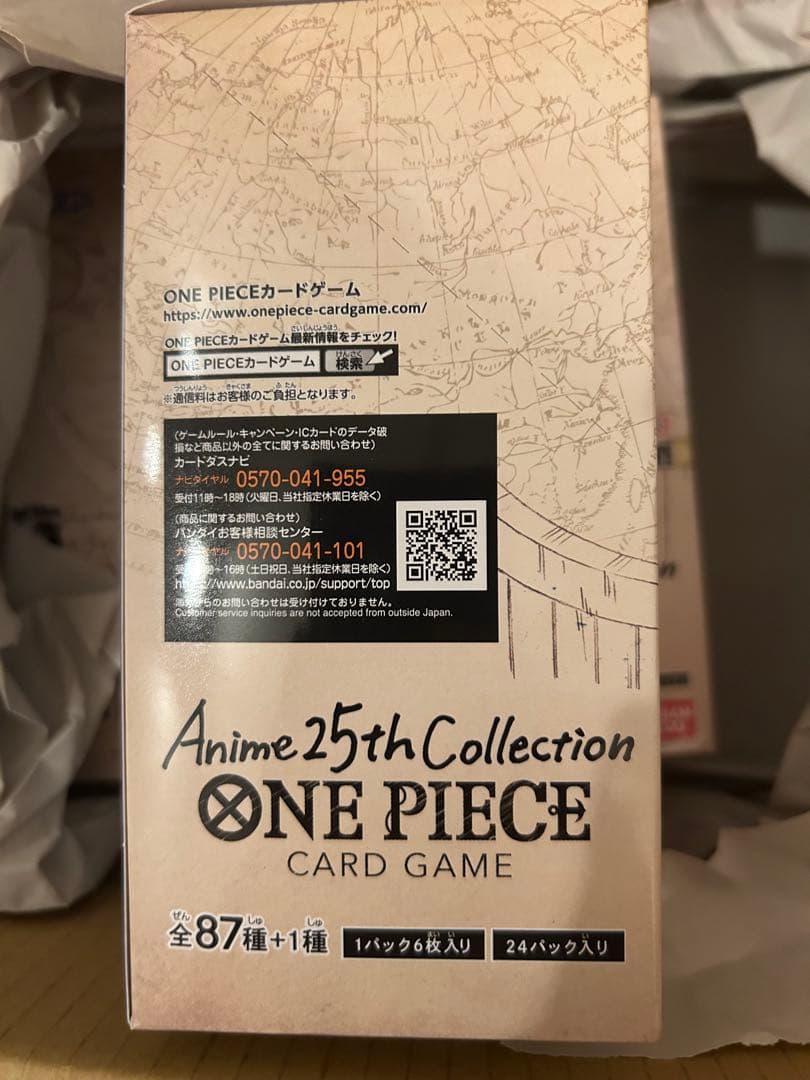 ONE PIECEカードゲーム
https://www.onepiece-cardgame.com/
ONE PIECEカードゲーム最新情報をチェック!
ONE PIECEカードゲーム 検索
※通信料はお客様のご負担となります。
(ゲームルール・キャンペーン・ICカードのデータ破
損など商品以外の全てに関するお問い合わせ)
カードダスナビ
ナビダイヤル 0570-041-955
受付11時~18時(火曜日、当社指定休業日を除く)
(商品に関するお問い合わせ)
バンダイお客様相談センター
0570-041-101
~16時(土日祝日、当社指定休業日を除く)
www.bandai.co.jp/support/top
のお問い合わせは受け付けておりません。
Customer service inquiries are not accepted from outside Japan.
Anime 25th Collection
ONE PIECE
CARD GAME
全87種+1種 1パック6枚入り 24パック入り